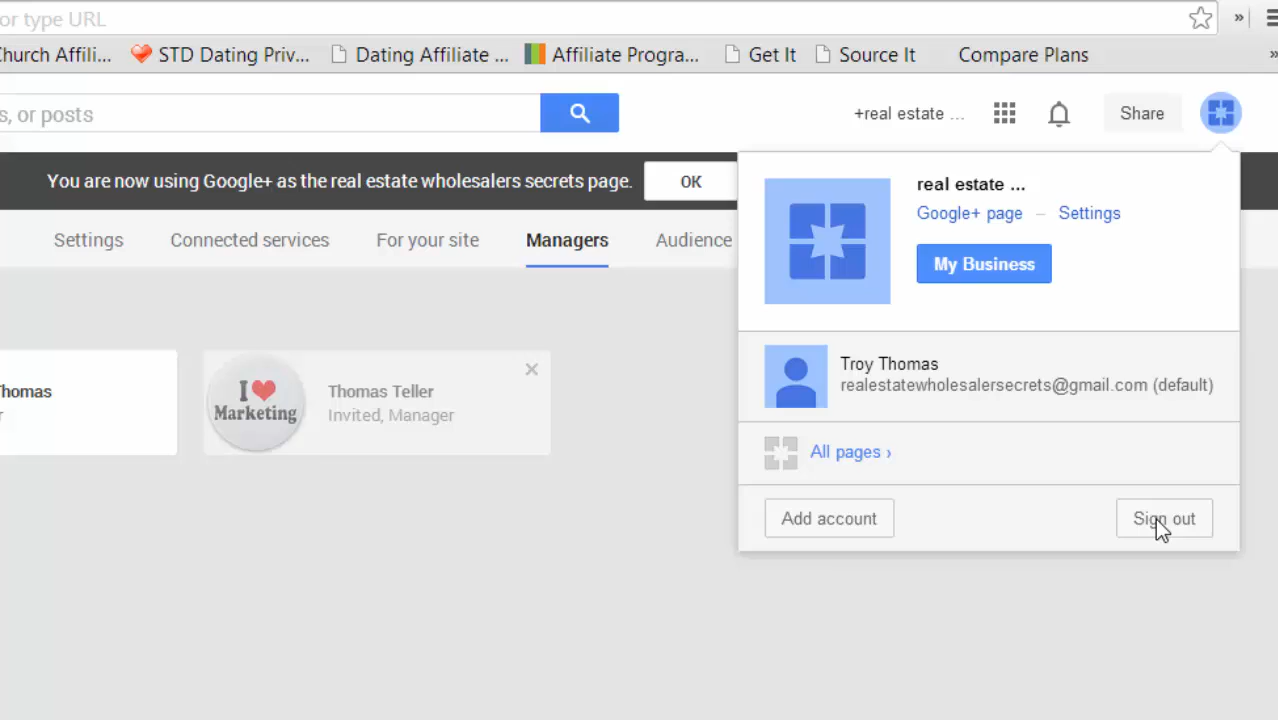 or type URL
Church Affili... STD Dating Priv... Dating Affiliate ... Affiliate Progra... Get It Source It Compare Plans
s, or posts
+real estate ...
Share
You are now using Google+ as the real estate wholesalers secrets page.
OK
Settings Connected services For your site Managers Audience
real estate ...
Google+ page – Settings
My Business
Troy Thomas
realestatewholesalersecrets@gmail.com (default)
All pages ›
Add account
Sign out
Thomas
r
I ❤ Marketing
Thomas Teller
Invited, Manager